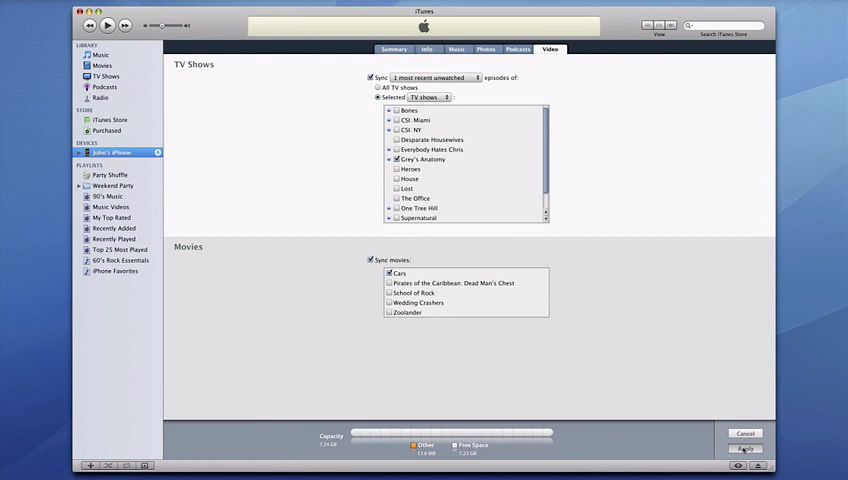 iTunes
View
Search iTunes Store
LIBRARY
Music
Movies
TV Shows
Podcasts
Radio
STORE
iTunes Store
Purchased
DEVICES
John's iPhone
PLAYLISTS
Party Shuffle
Weekend Party
90's Music
Music Videos
My Top Rated
Recently Added
Recently Played
Top 25 Most Played
60's Rock Essentials
iPhone Favorites
Summary Info Music Photos Podcasts Video
TV Shows
Sync 1 most recent unwatched episodes of:
All TV shows
Selected TV shows :
Bones
CSI: Miami
CSI: NY
Desparate Housewives
Everybody Hates Chris
Grey's Anatomy
Heroes
House
Lost
The Office
One Tree Hill
Supernatural
Movies
Sync movies:
Cars
Pirates of the Caribbean: Dead Man's Chest
School of Rock
Wedding Crashers
Zoolander
Capacity
7.24 GB
Other
13.6 MB
Free Space
7.23 GB
Cancel
Apply